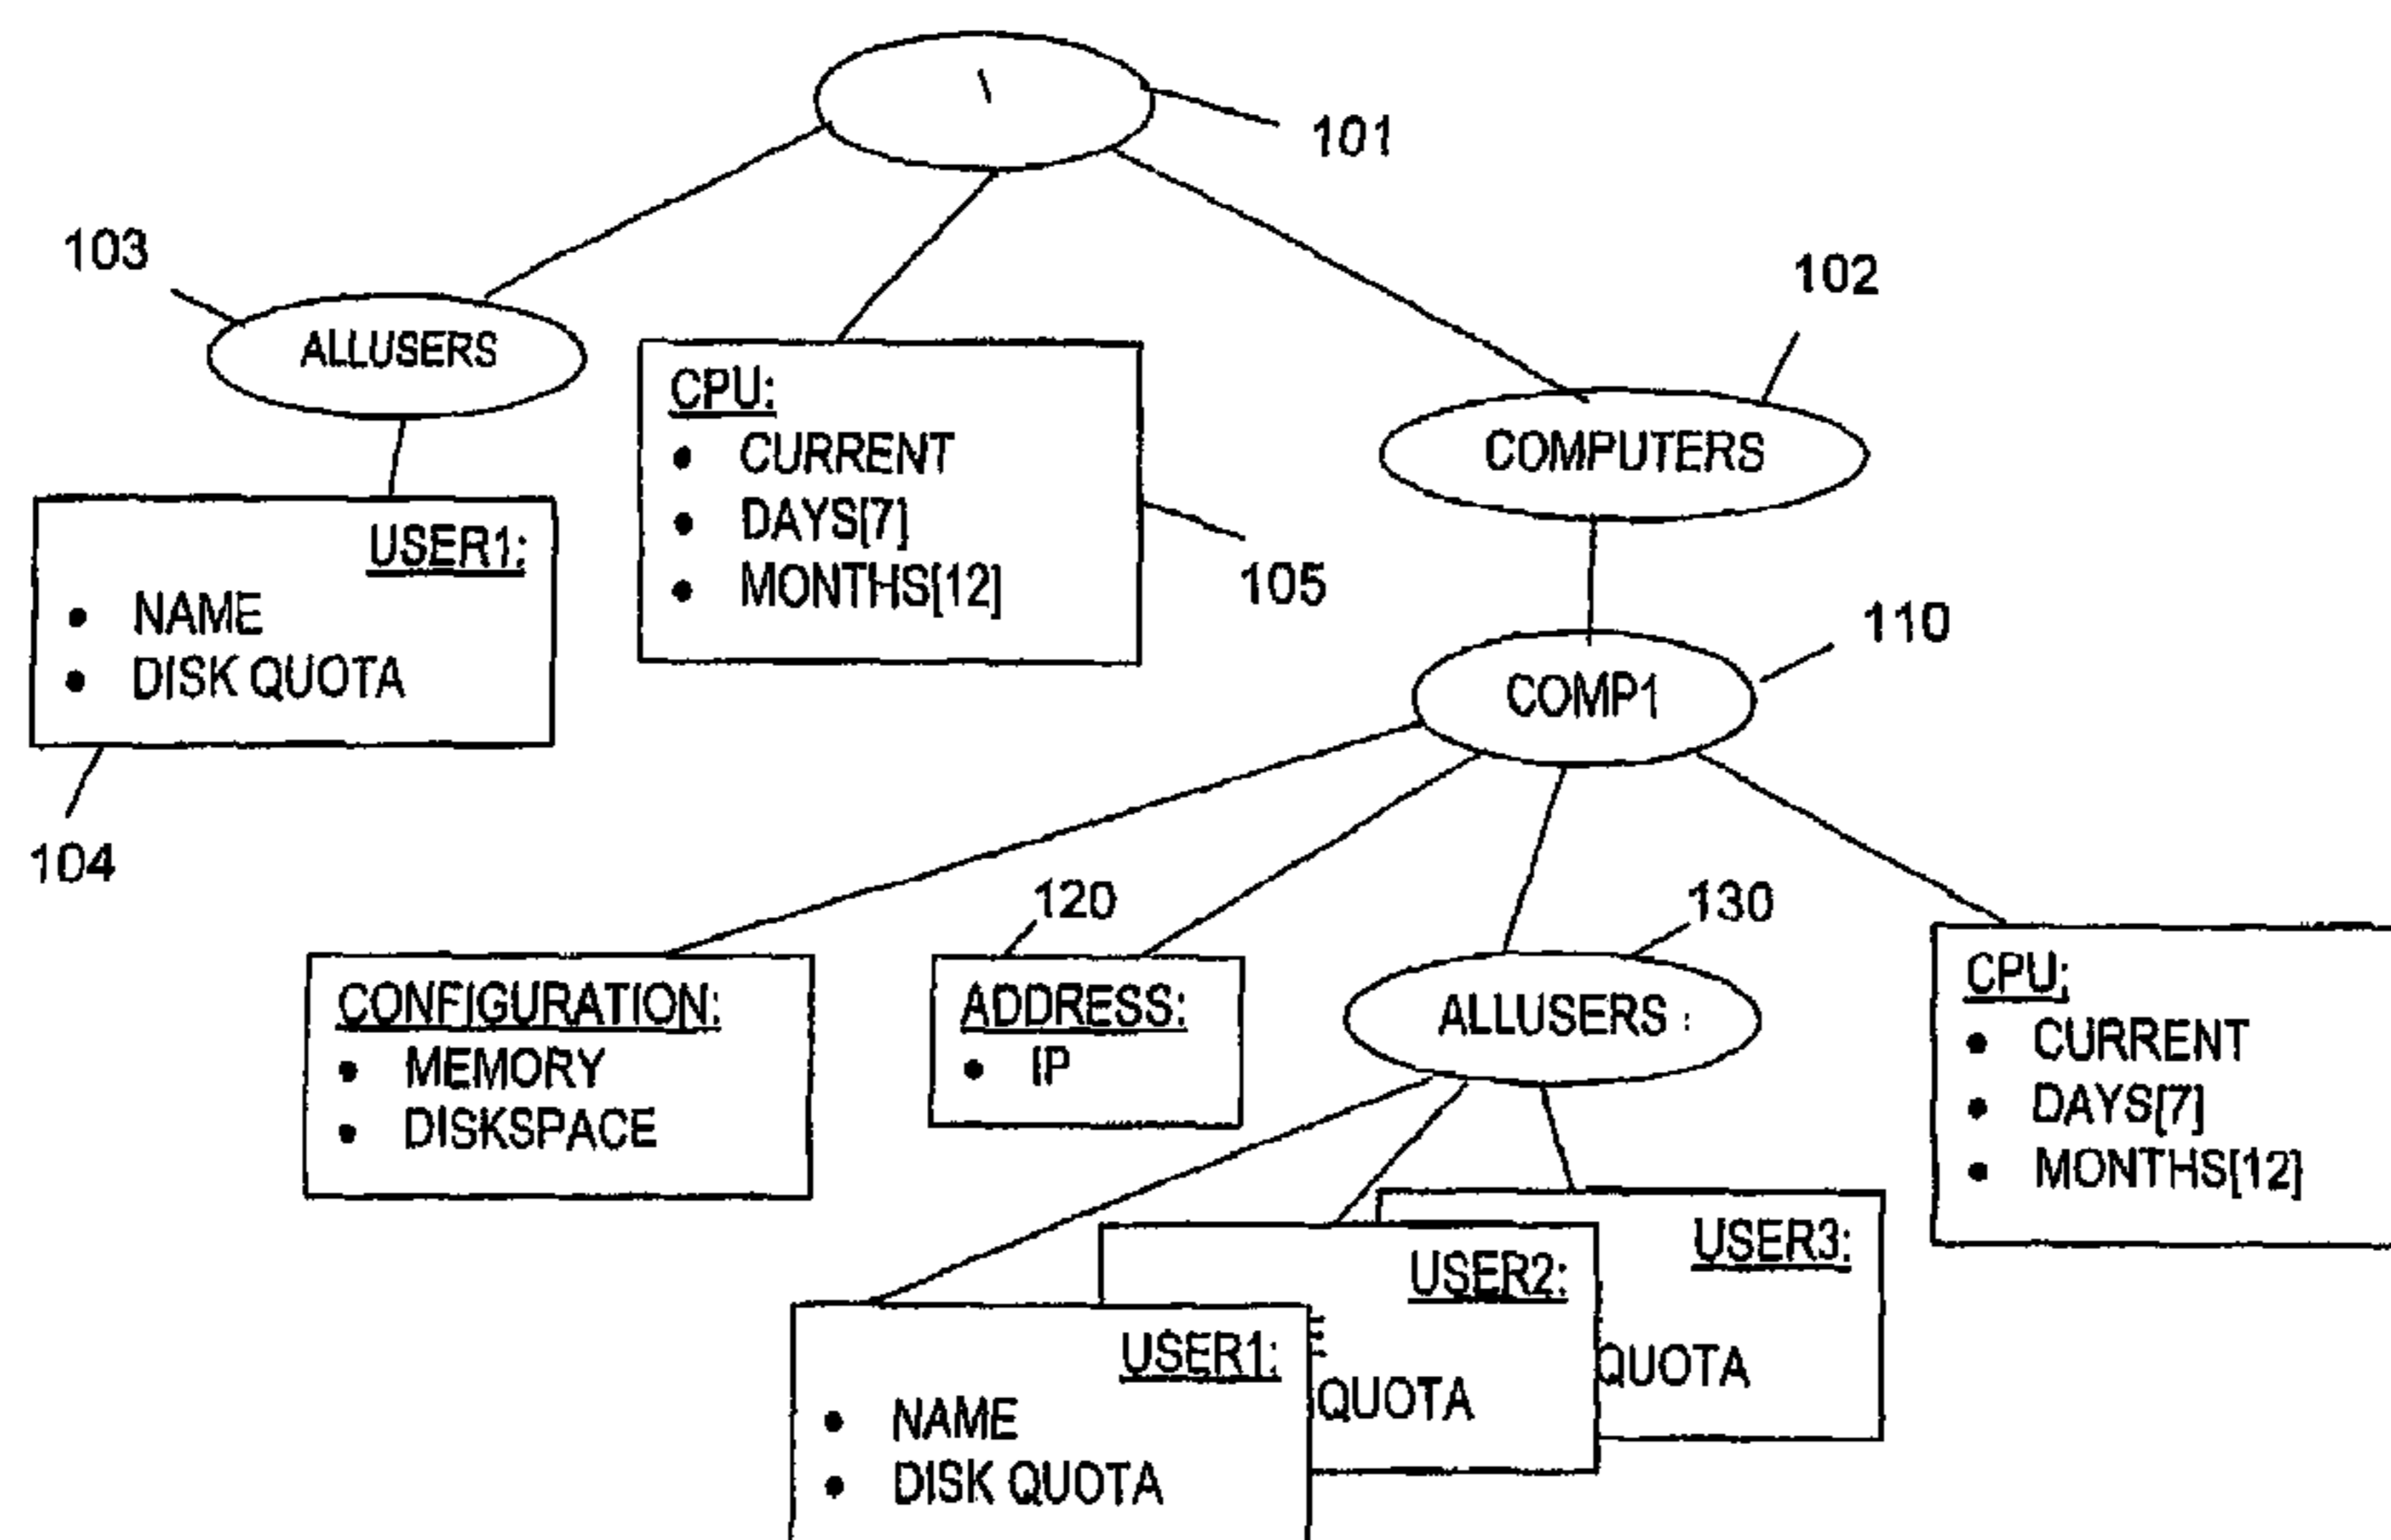 \
101
103
102
ALLUSERS
CPU:
• CURRENT
• DAYS[7]
• MONTHS[12]
105
COMPUTERS
USER1:
• NAME
• DISK QUOTA
104
110
COMP1
120
130
CONFIGURATION:
• MEMORY
• DISKSPACE
ADDRESS:
• IP
ALLUSERS
CPU:
• CURRENT
• DAYS[7]
• MONTHS[12]
USER3:
QUOTA
USER2:
QUOTA
USER1:
• NAME
• DISK QUOTA